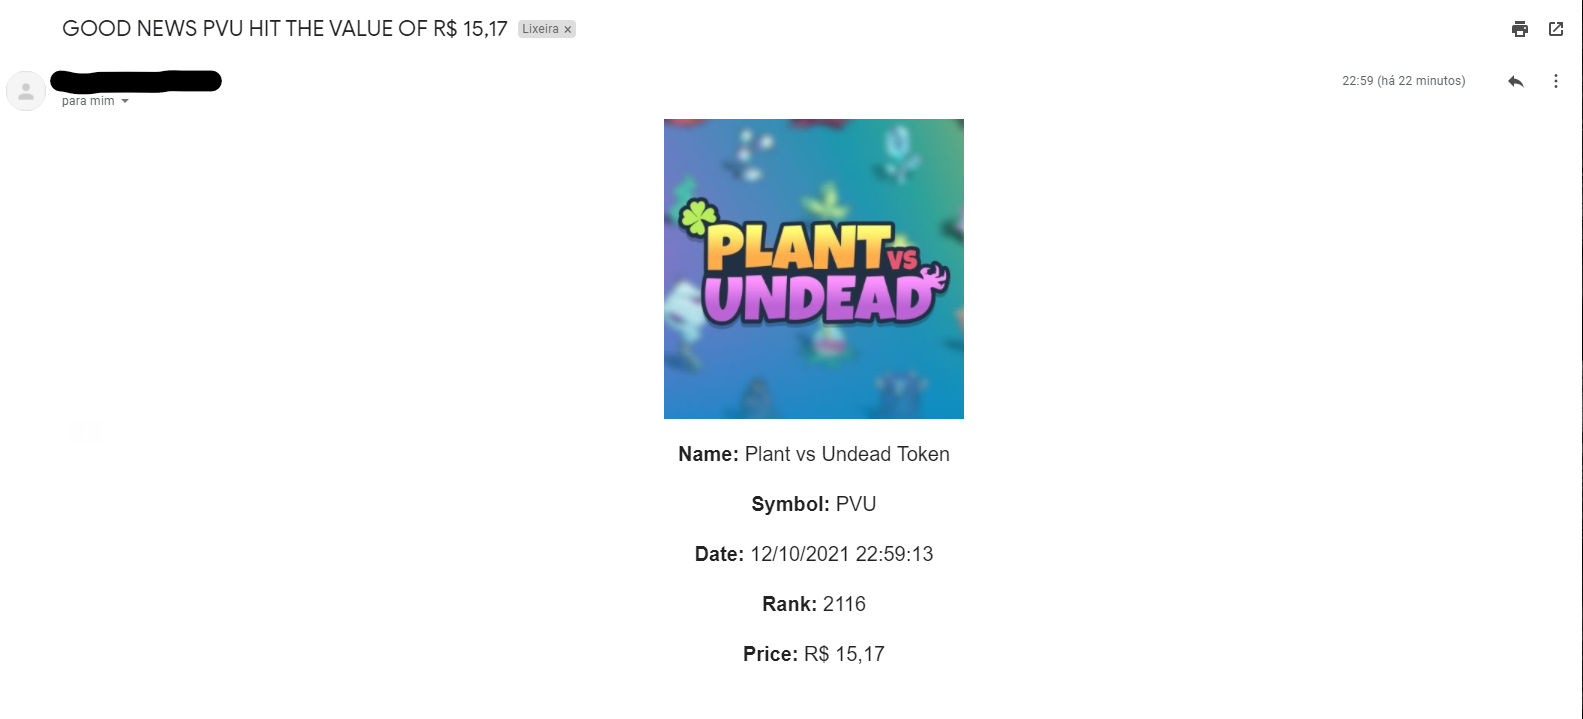 GOOD NEWS PVU HIT THE VALUE OF R$ 15,17 Lixeira ×
22:59 (há 22 minutos)
para mim
PLANT VS
UNDEAD
Name: Plant vs Undead Token
Symbol: PVU
Date: 12/10/2021 22:59:13
Rank: 2116
Price: R$ 15,17